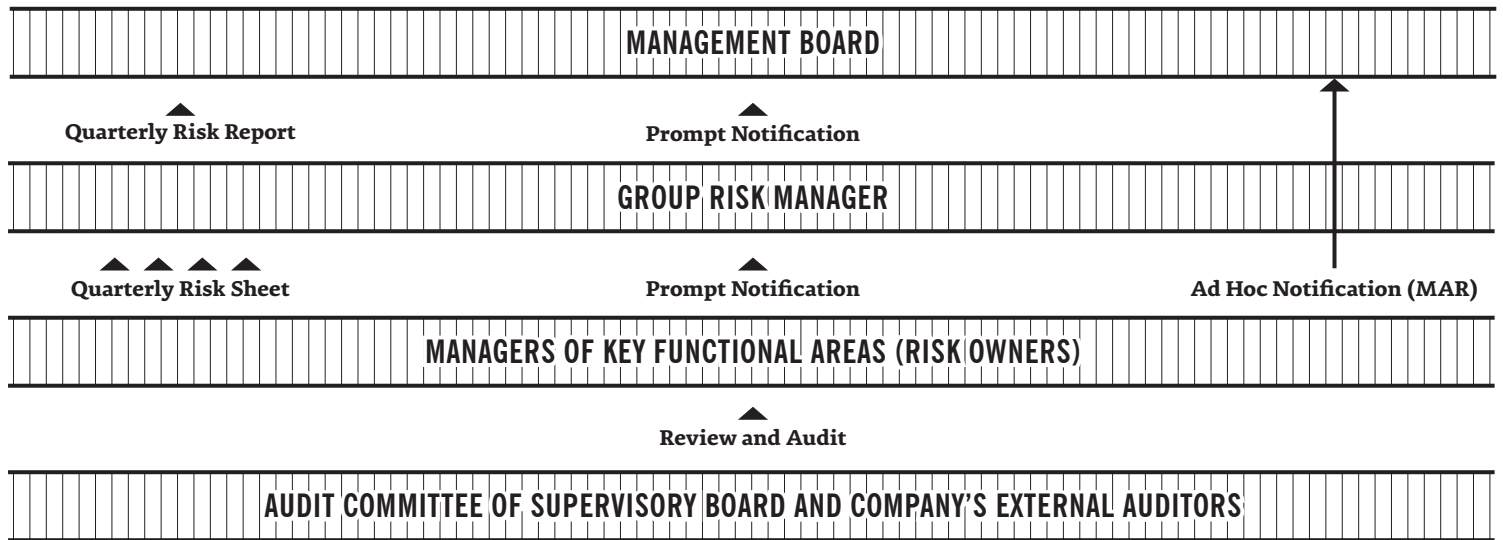 MANAGEMENT BOARD
Quarterly Risk Report
Prompt Notification
GROUP RISK MANAGER
Quarterly Risk Sheet
Prompt Notification
Ad Hoc Notification (MAR)
MANAGERS OF KEY FUNCTIONAL AREAS (RISK OWNERS)
Review and Audit
AUDIT COMMITTEE OF SUPERVISORY BOARD AND COMPANY’S EXTERNAL AUDITORS